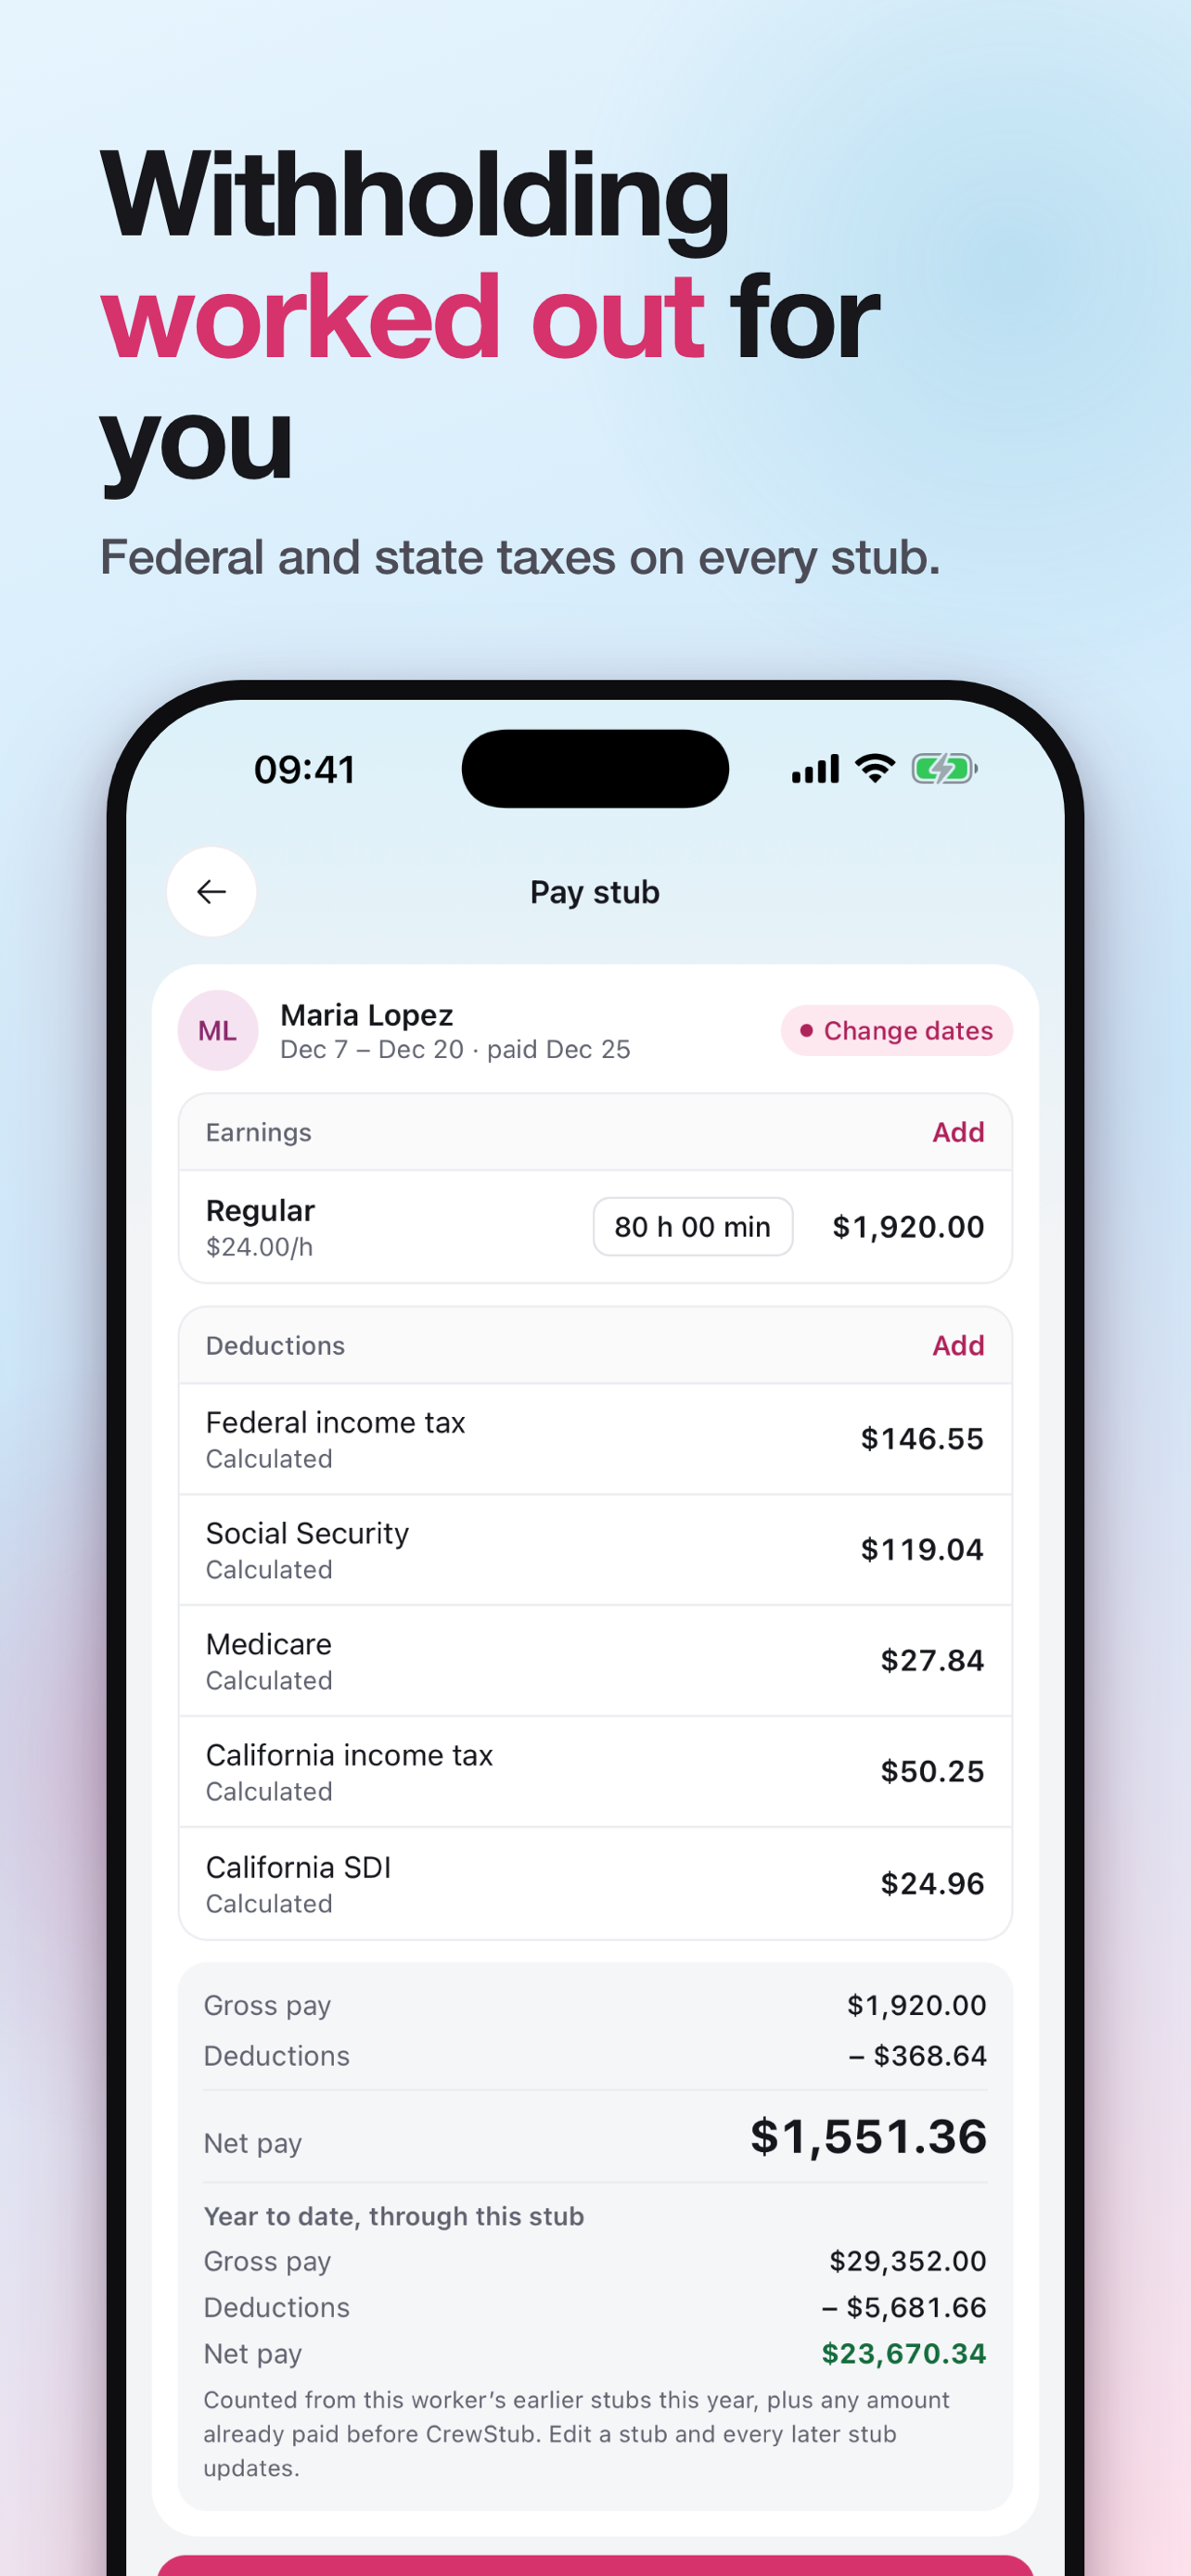 Withholding
worked out for
you
Federal and state taxes on every stub.
09:41
Pay stub
ML
Maria Lopez
Dec 7 – Dec 20 · paid Dec 25
Change dates
Earnings
Add
Regular
$24.00/h
80 h 00 min
$1,920.00
Deductions
Add
Federal income tax
Calculated
$146.55
Social Security
Calculated
$119.04
Medicare
Calculated
$27.84
California income tax
Calculated
$50.25
California SDI
Calculated
$24.96
Gross pay
$1,920.00
Deductions
– $368.64
Net pay
$1,551.36
Year to date, through this stub
Gross pay
$29,352.00
Deductions
– $5,681.66
Net pay
$23,670.34
Counted from this worker’s earlier stubs this year, plus any amount
already paid before CrewStub. Edit a stub and every later stub
updates.